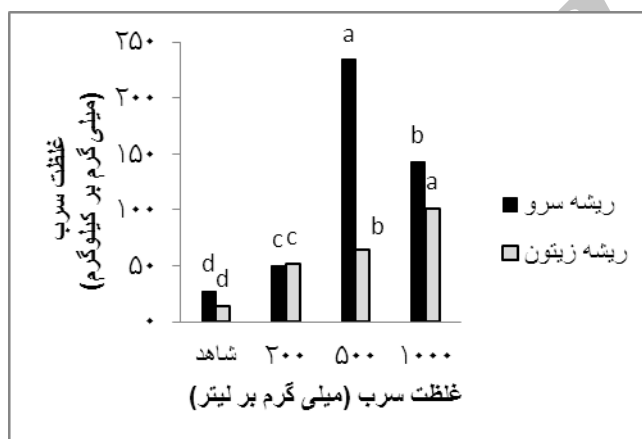 ۲۵۰
۲۰۰
۱۵۰
۱۰۰
۵۰
۰
غلظت سرب
(میلی گرم بر کیلوگرم)
d
d
c
c
a
b
b
a
شاهد
۲۰۰
۵۰۰
۱۰۰۰
غلظت سرب (میلی گرم بر لیتر)
ریشه سرو
ریشه زیتون